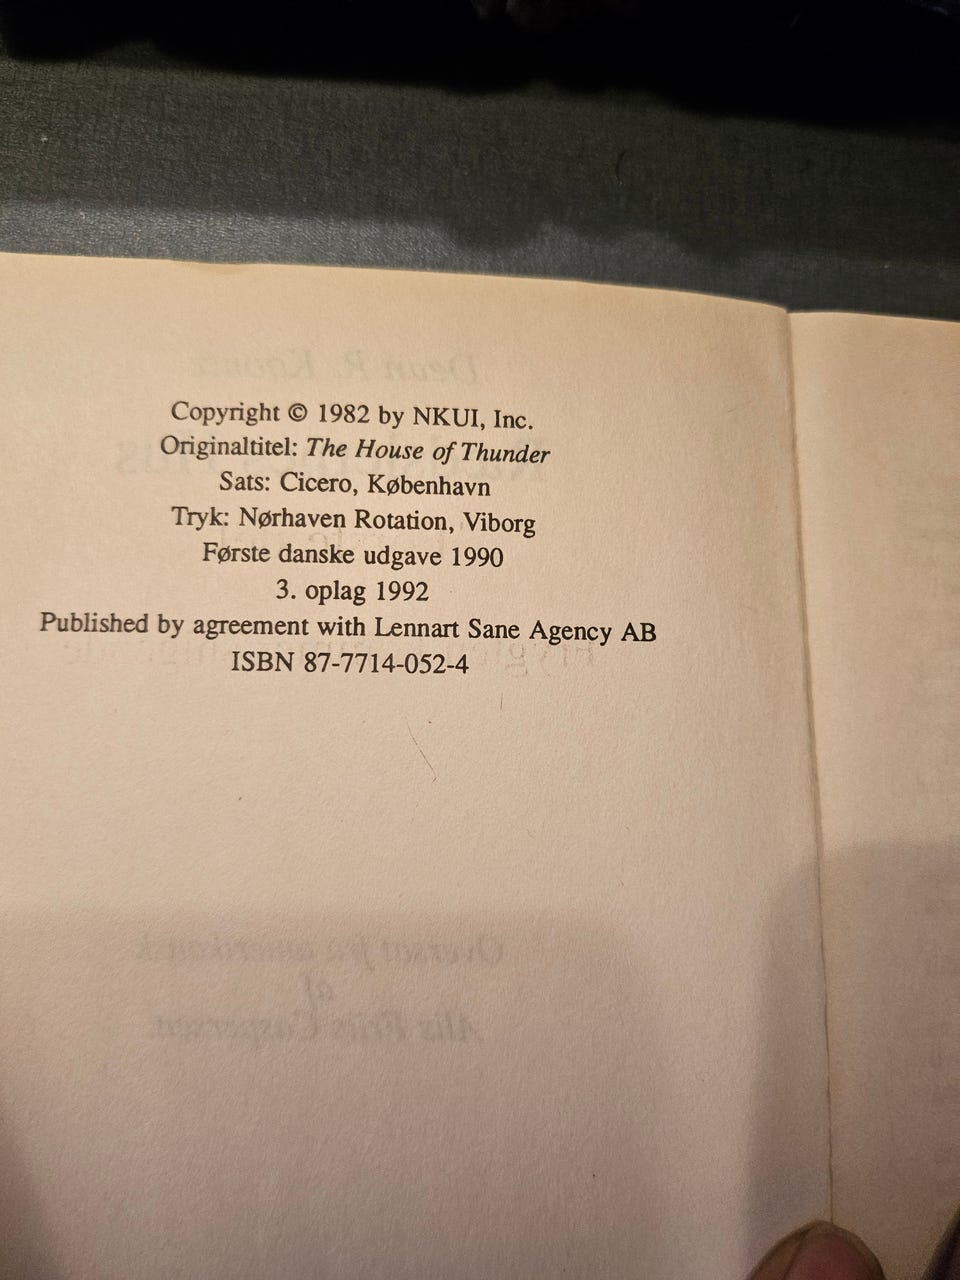 Copyright © 1982 by NKUI, Inc.
Originaltitel: The House of Thunder
Sats: Cicero, København
Tryk: Nørhaven Rotation, Viborg
Første danske udgave 1990
3. oplag 1992
Published by agreement with Lennart Sane Agency AB
ISBN 87-7714-052-4